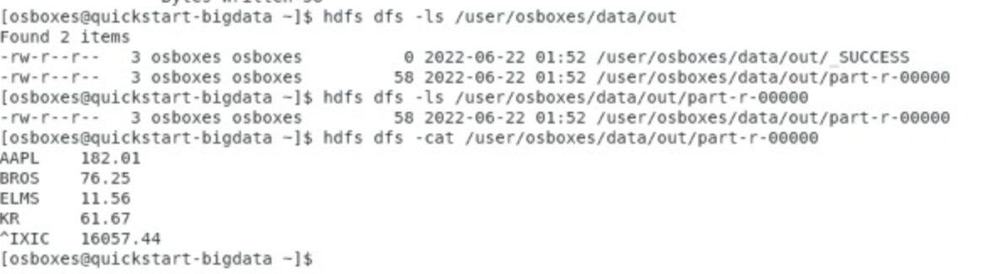 Bytes Written=58
[osboxes@quickstart-bigdata ~]$ hdfs dfs -ls /user/osboxes/data/out
Found 2 items
-rw-r--r--   3 osboxes osboxes          0 2022-06-22 01:52 /user/osboxes/data/out/_SUCCESS
-rw-r--r--   3 osboxes osboxes         58 2022-06-22 01:52 /user/osboxes/data/out/part-r-00000
[osboxes@quickstart-bigdata ~]$ hdfs dfs -ls /user/osboxes/data/out/part-r-00000
-rw-r--r--   3 osboxes osboxes         58 2022-06-22 01:52 /user/osboxes/data/out/part-r-00000
[osboxes@quickstart-bigdata ~]$ hdfs dfs -cat /user/osboxes/data/out/part-r-00000
AAPL    182.01
BROS    76.25
ELMS    11.56
KR      61.67
^IXIC   16057.44
[osboxes@quickstart-bigdata ~]$